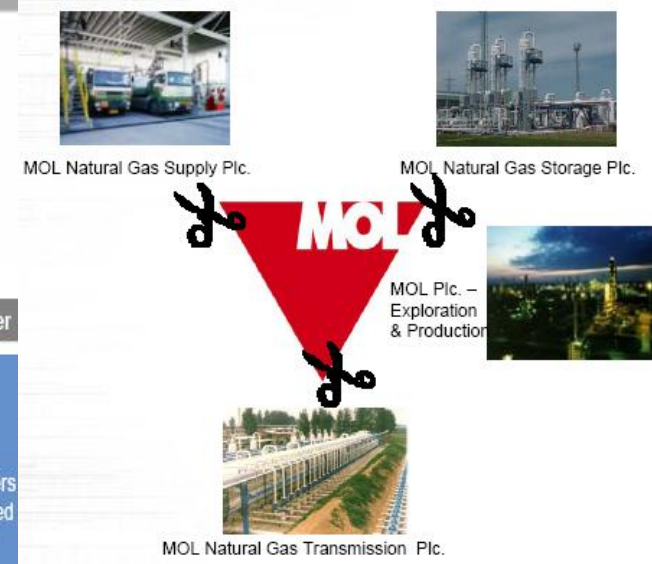 MOL Natural Gas Supply Plc.
MOL Natural Gas Storage Plc.
MOL
MOL Plc. –
Exploration
& Production
MOL Natural Gas Transmission Plc.